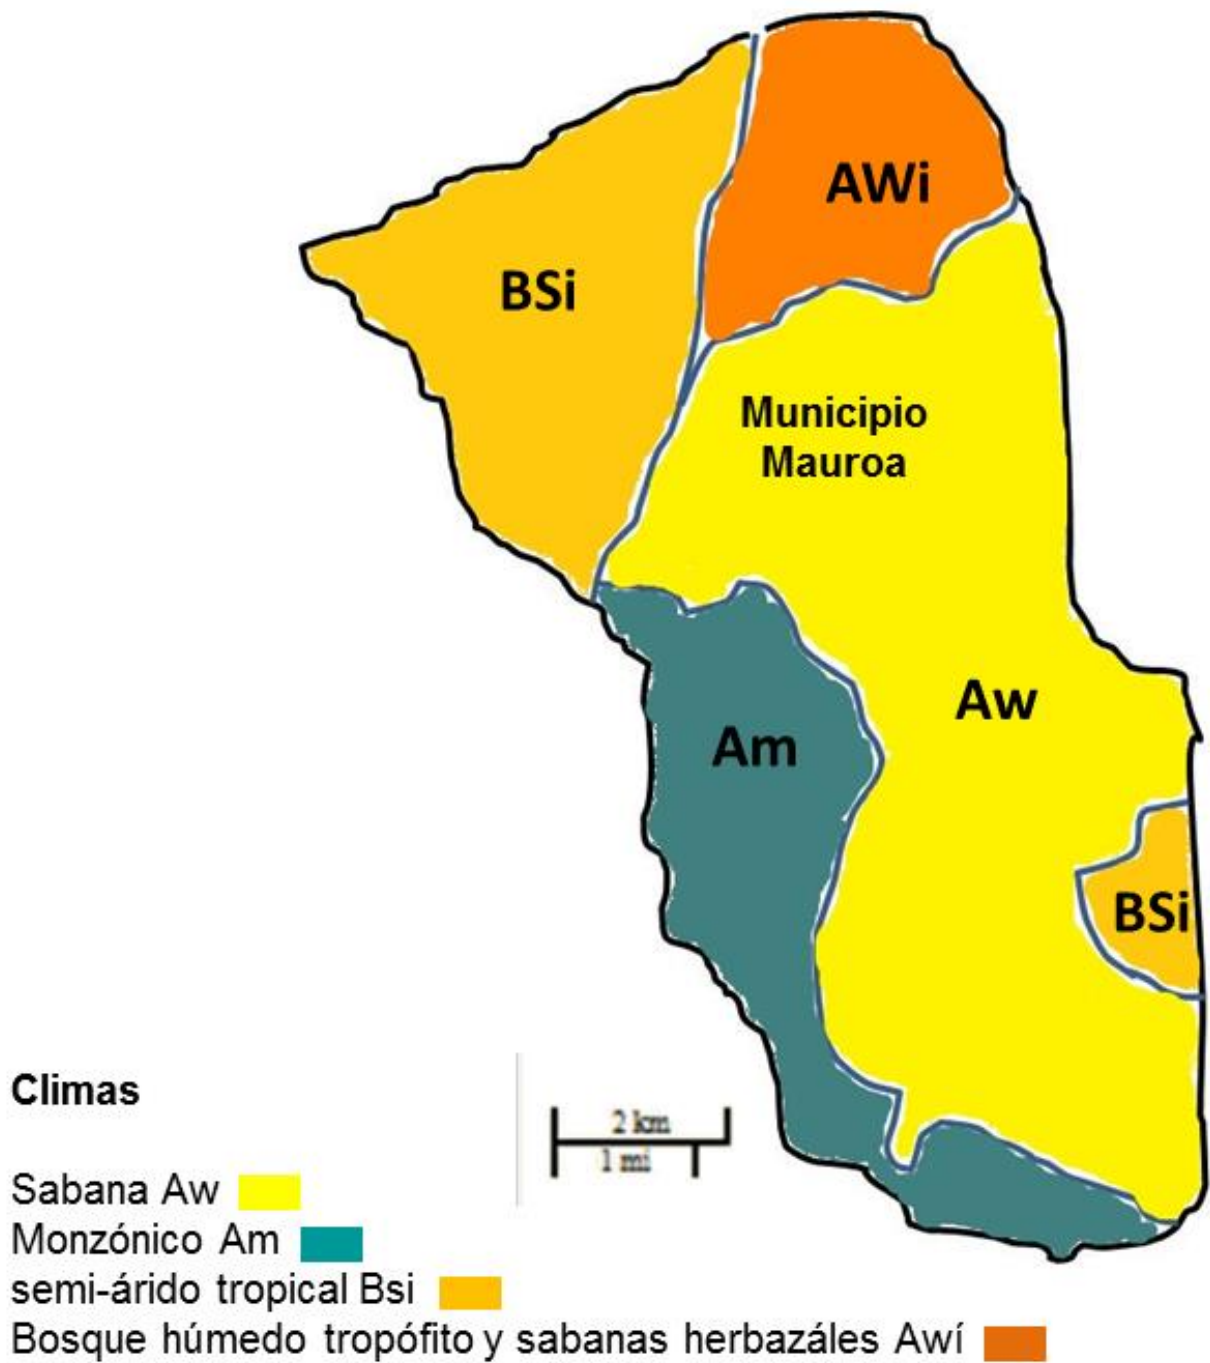 AWi
BSi
Municipio
Mauroa
Aw
Am
BSi
Climas
2 km
1 mi
Sabana Aw
Monzónico Am
semi-árido tropical Bsi
Bosque húmedo tropófito y sabanas herbazáles Awí